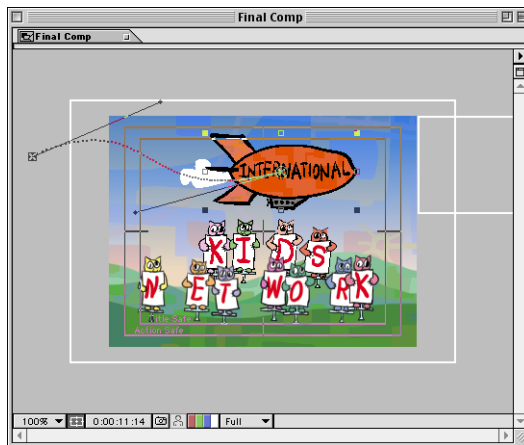 Final Comp
Final Comp
INTERNATIONAL
KIDS
NETWORK
Title Safe
Action Safe
100% 0:00:11:14 Full